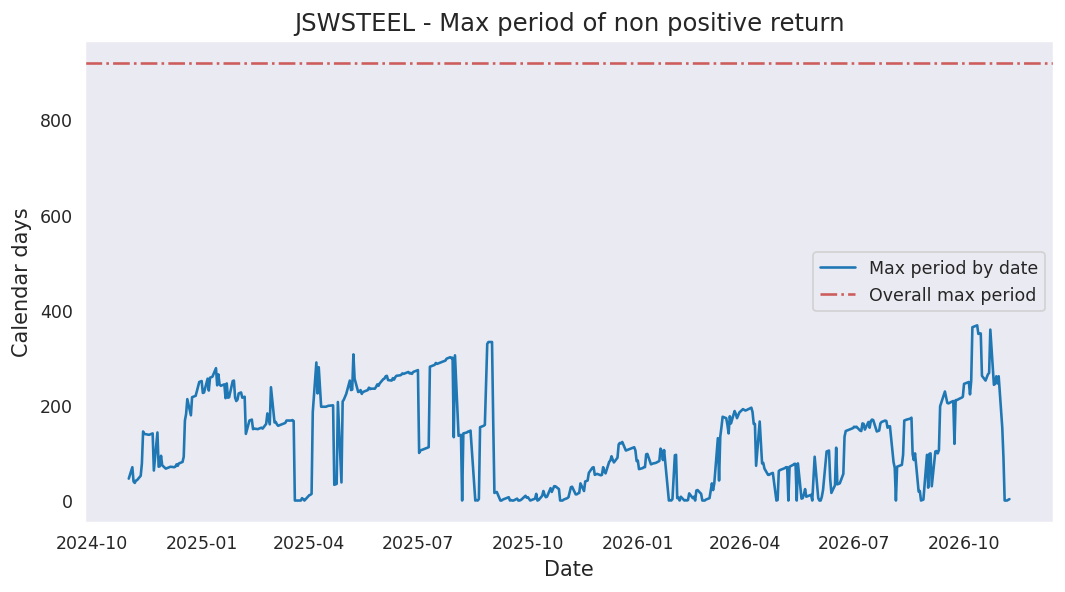 JSWSTEEL - Max period of non positive return
Calendar days
800
600
400
200
0
Max period by date
Overall max period
2024-10 2025-01 2025-04 2025-07 2025-10 2026-01 2026-04 2026-07 2026-10
Date